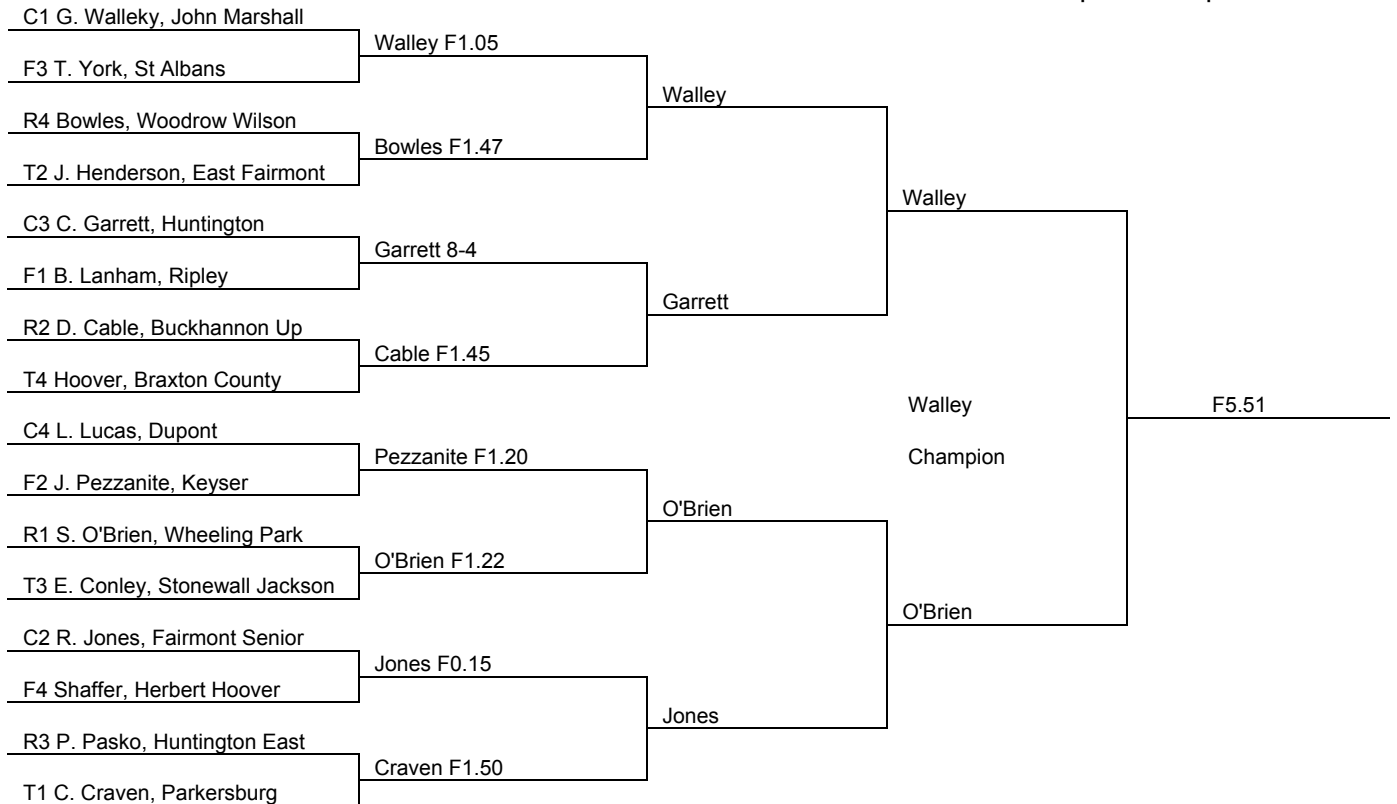 C1 G. Walleky, John Marshall
Walley F1.05
F3 T. York, St Albans
Walley
R4 Bowles, Woodrow Wilson
Bowles F1.47
T2 J. Henderson, East Fairmont
Walley
C3 C. Garrett, Huntington
Garrett 8-4
F1 B. Lanham, Ripley
Garrett
R2 D. Cable, Buckhannon Up
Cable F1.45
T4 Hoover, Braxton County
Walley F5.51
C4 L. Lucas, Dupont
Pezzanite F1.20
Champion
F2 J. Pezzanite, Keyser
O'Brien
R1 S. O'Brien, Wheeling Park
O'Brien F1.22
T3 E. Conley, Stonewall Jackson
O'Brien
C2 R. Jones, Fairmont Senior
Jones F0.15
F4 Shaffer, Herbert Hoover
Jones
R3 P. Pasko, Huntington East
Craven F1.50
T1 C. Craven, Parkersburg